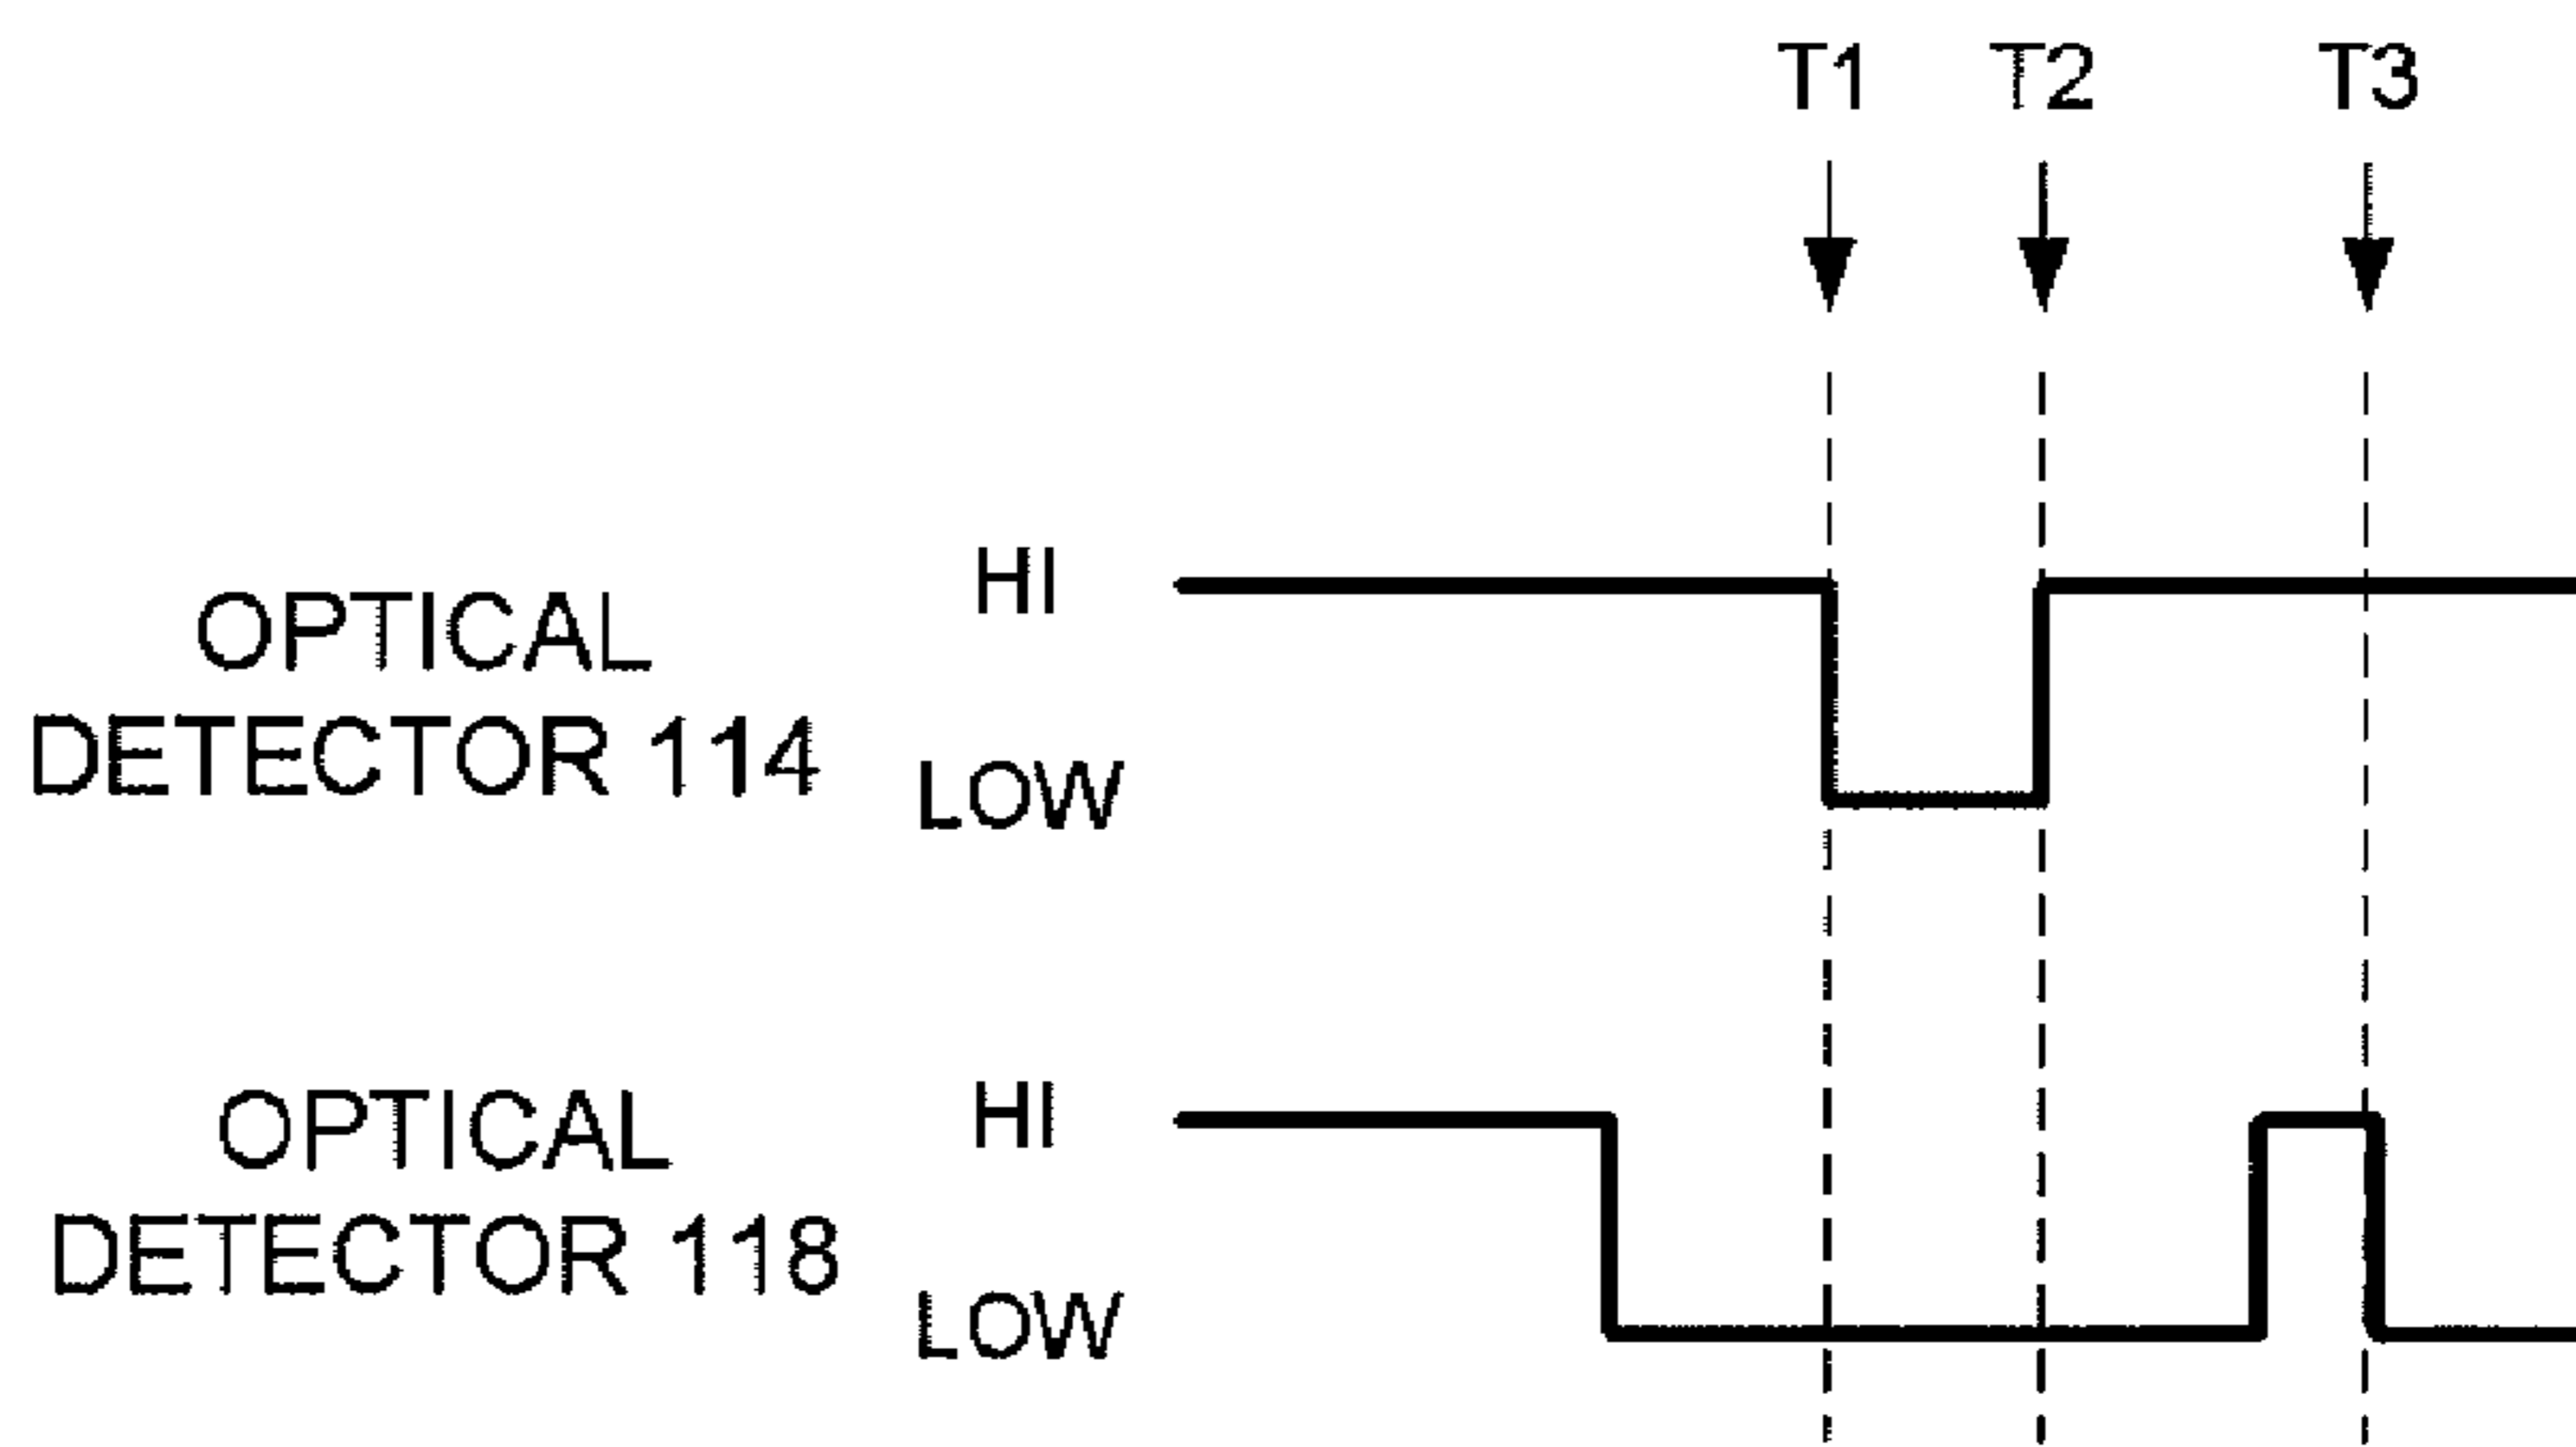 T1 T2 T3
HI
OPTICAL
DETECTOR 114
LOW
HI
OPTICAL
DETECTOR 118
LOW